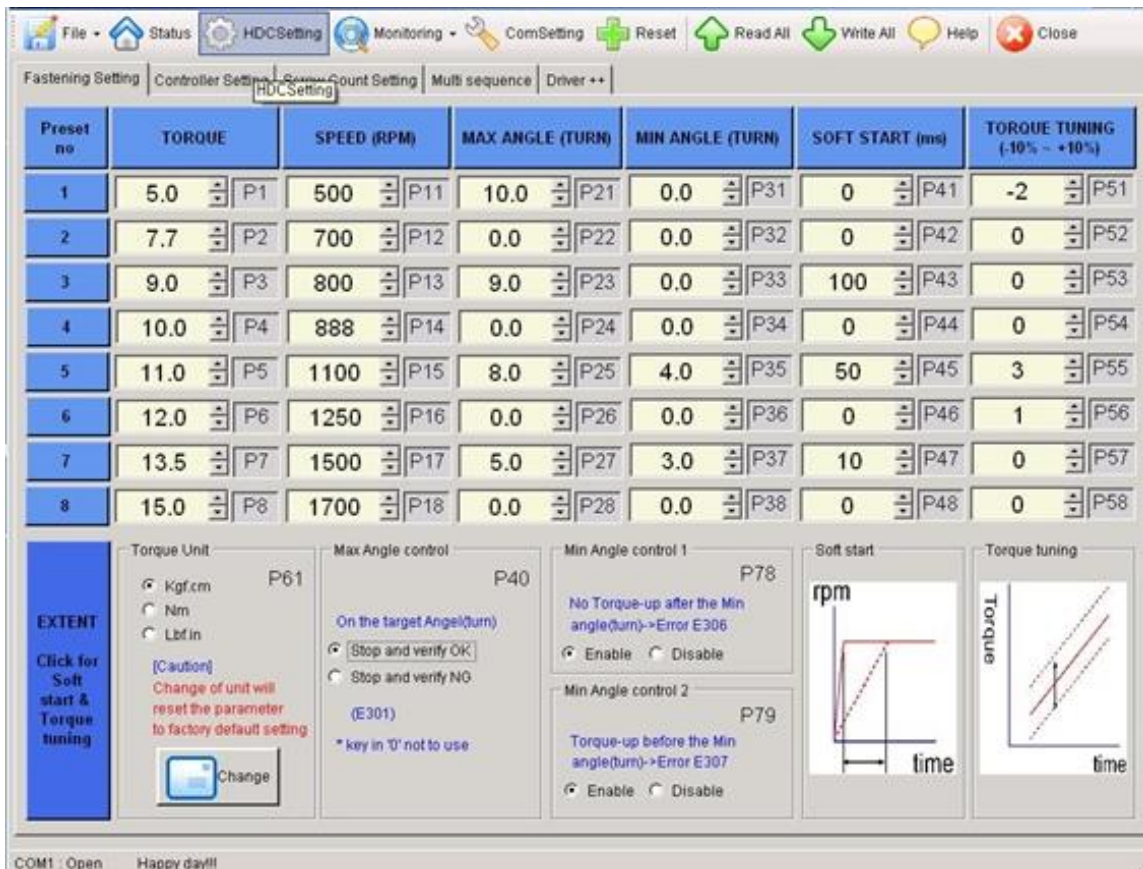 File Status HDCSetting Monitoring ComSetting Reset Read All Write All Help Close
Fastening Setting Controller Setting Screw Count Setting Multi sequence Driver ++
HDCSetting
Preset no TORQUE SPEED (RPM) MAX ANGLE (TURN) MIN ANGLE (TURN) SOFT START (ms) TORQUE TUNING (-10% ~ +10%)
1 5.0 P1 500 P11 10.0 P21 0.0 P31 0 P41 -2 P51
2 7.7 P2 700 P12 0.0 P22 0.0 P32 0 P42 0 P52
3 9.0 P3 800 P13 9.0 P23 0.0 P33 100 P43 0 P53
4 10.0 P4 888 P14 0.0 P24 0.0 P34 0 P44 0 P54
5 11.0 P5 1100 P15 8.0 P25 4.0 P35 50 P45 3 P55
6 12.0 P6 1250 P16 0.0 P26 0.0 P36 0 P46 1 P56
7 13.5 P7 1500 P17 5.0 P27 3.0 P37 10 P47 0 P57
8 15.0 P8 1700 P18 0.0 P28 0.0 P38 0 P48 0 P58
EXTENT
Click for
Soft
start &
Torque
tuning
Torque Unit
P61
Kgf.cm
Nm
Lbf.in
[Caution]
Change of unit will
reset the parameter
to factory default setting
Change
Max Angle control
P40
On the target Angel(turn)
Stop and verify OK
Stop and verify NG
(E301)
* key in '0' not to use
Min Angle control 1
P78
No Torque-up after the Min
angle(turn)->Error E306
Enable Disable
Min Angle control 2
P79
Torque-up before the Min
angle(turn)->Error E307
Enable Disable
Soft start
rpm
time
Torque tuning
Torque
time
COM1 : Open Happy day!!!